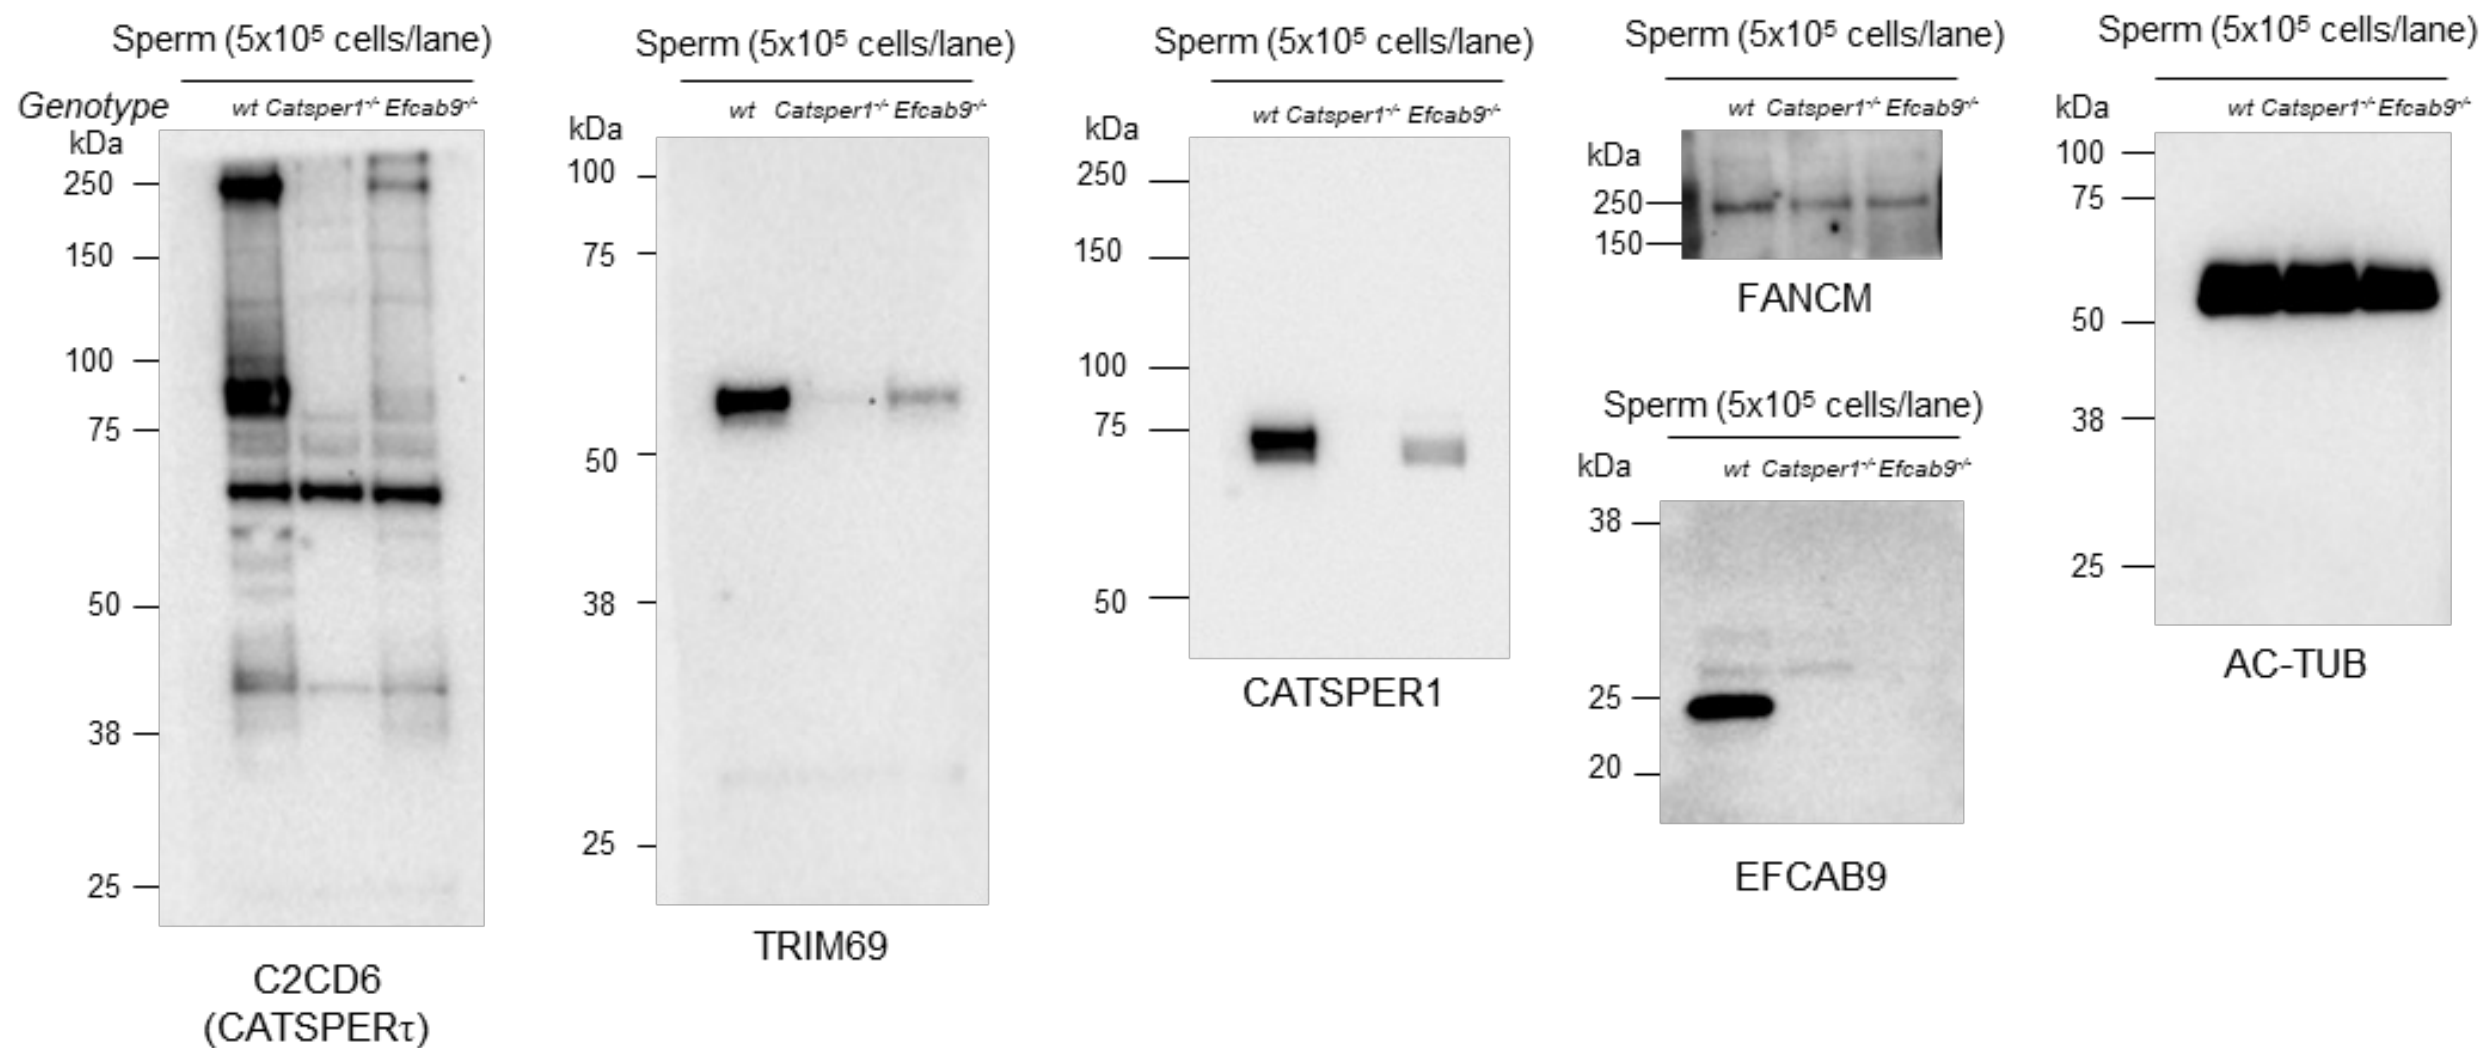 Sperm (5x10⁵ cells/lane)
Genotype wt Catsper1⁻/⁻ Efcab9⁻/⁻
kDa
250
150
100
75
50
38
25
C2CD6
(CATSPERτ)
Sperm (5x10⁵ cells/lane)
wt Catsper1⁻/⁻ Efcab9⁻/⁻
kDa
100
75
50
38
25
TRIM69
Sperm (5x10⁵ cells/lane)
wt Catsper1⁻/⁻ Efcab9⁻/⁻
kDa
250
150
100
75
50
CATSPER1
Sperm (5x10⁵ cells/lane)
wt Catsper1⁻/⁻ Efcab9⁻/⁻
kDa
250
150
FANCM
Sperm (5x10⁵ cells/lane)
wt Catsper1⁻/⁻ Efcab9⁻/⁻
kDa
38
25
20
EFCAB9
Sperm (5x10⁵ cells/lane)
wt Catsper1⁻/⁻ Efcab9⁻/⁻
kDa
100
75
50
38
25
AC-TUB